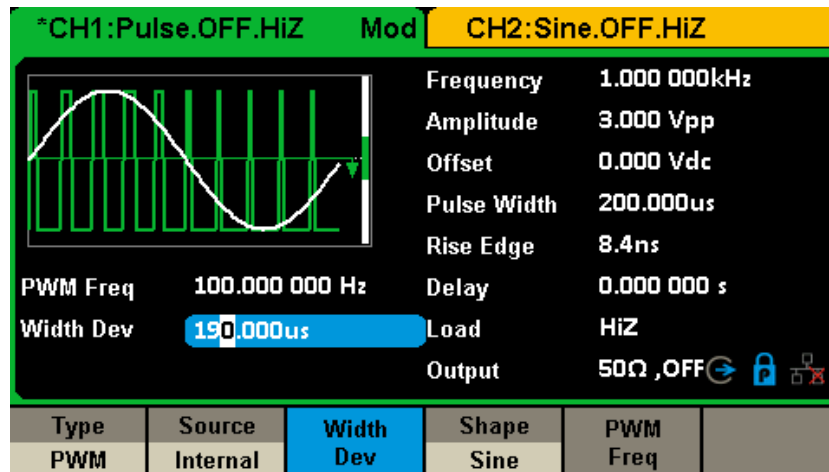 *CH1:Pulse.OFF.HiZ Mod CH2:Sine.OFF.HiZ
Frequency 1.000 000kHz
Amplitude 3.000 Vpp
Offset 0.000 Vdc
Pulse Width 200.000us
Rise Edge 8.4ns
PWM Freq 100.000 000 Hz Delay 0.000 000 s
Width Dev 190.000us Load HiZ
Output 50Ω ,OFF P
Type Source Width Shape PWM
PWM Internal Dev Sine Freq